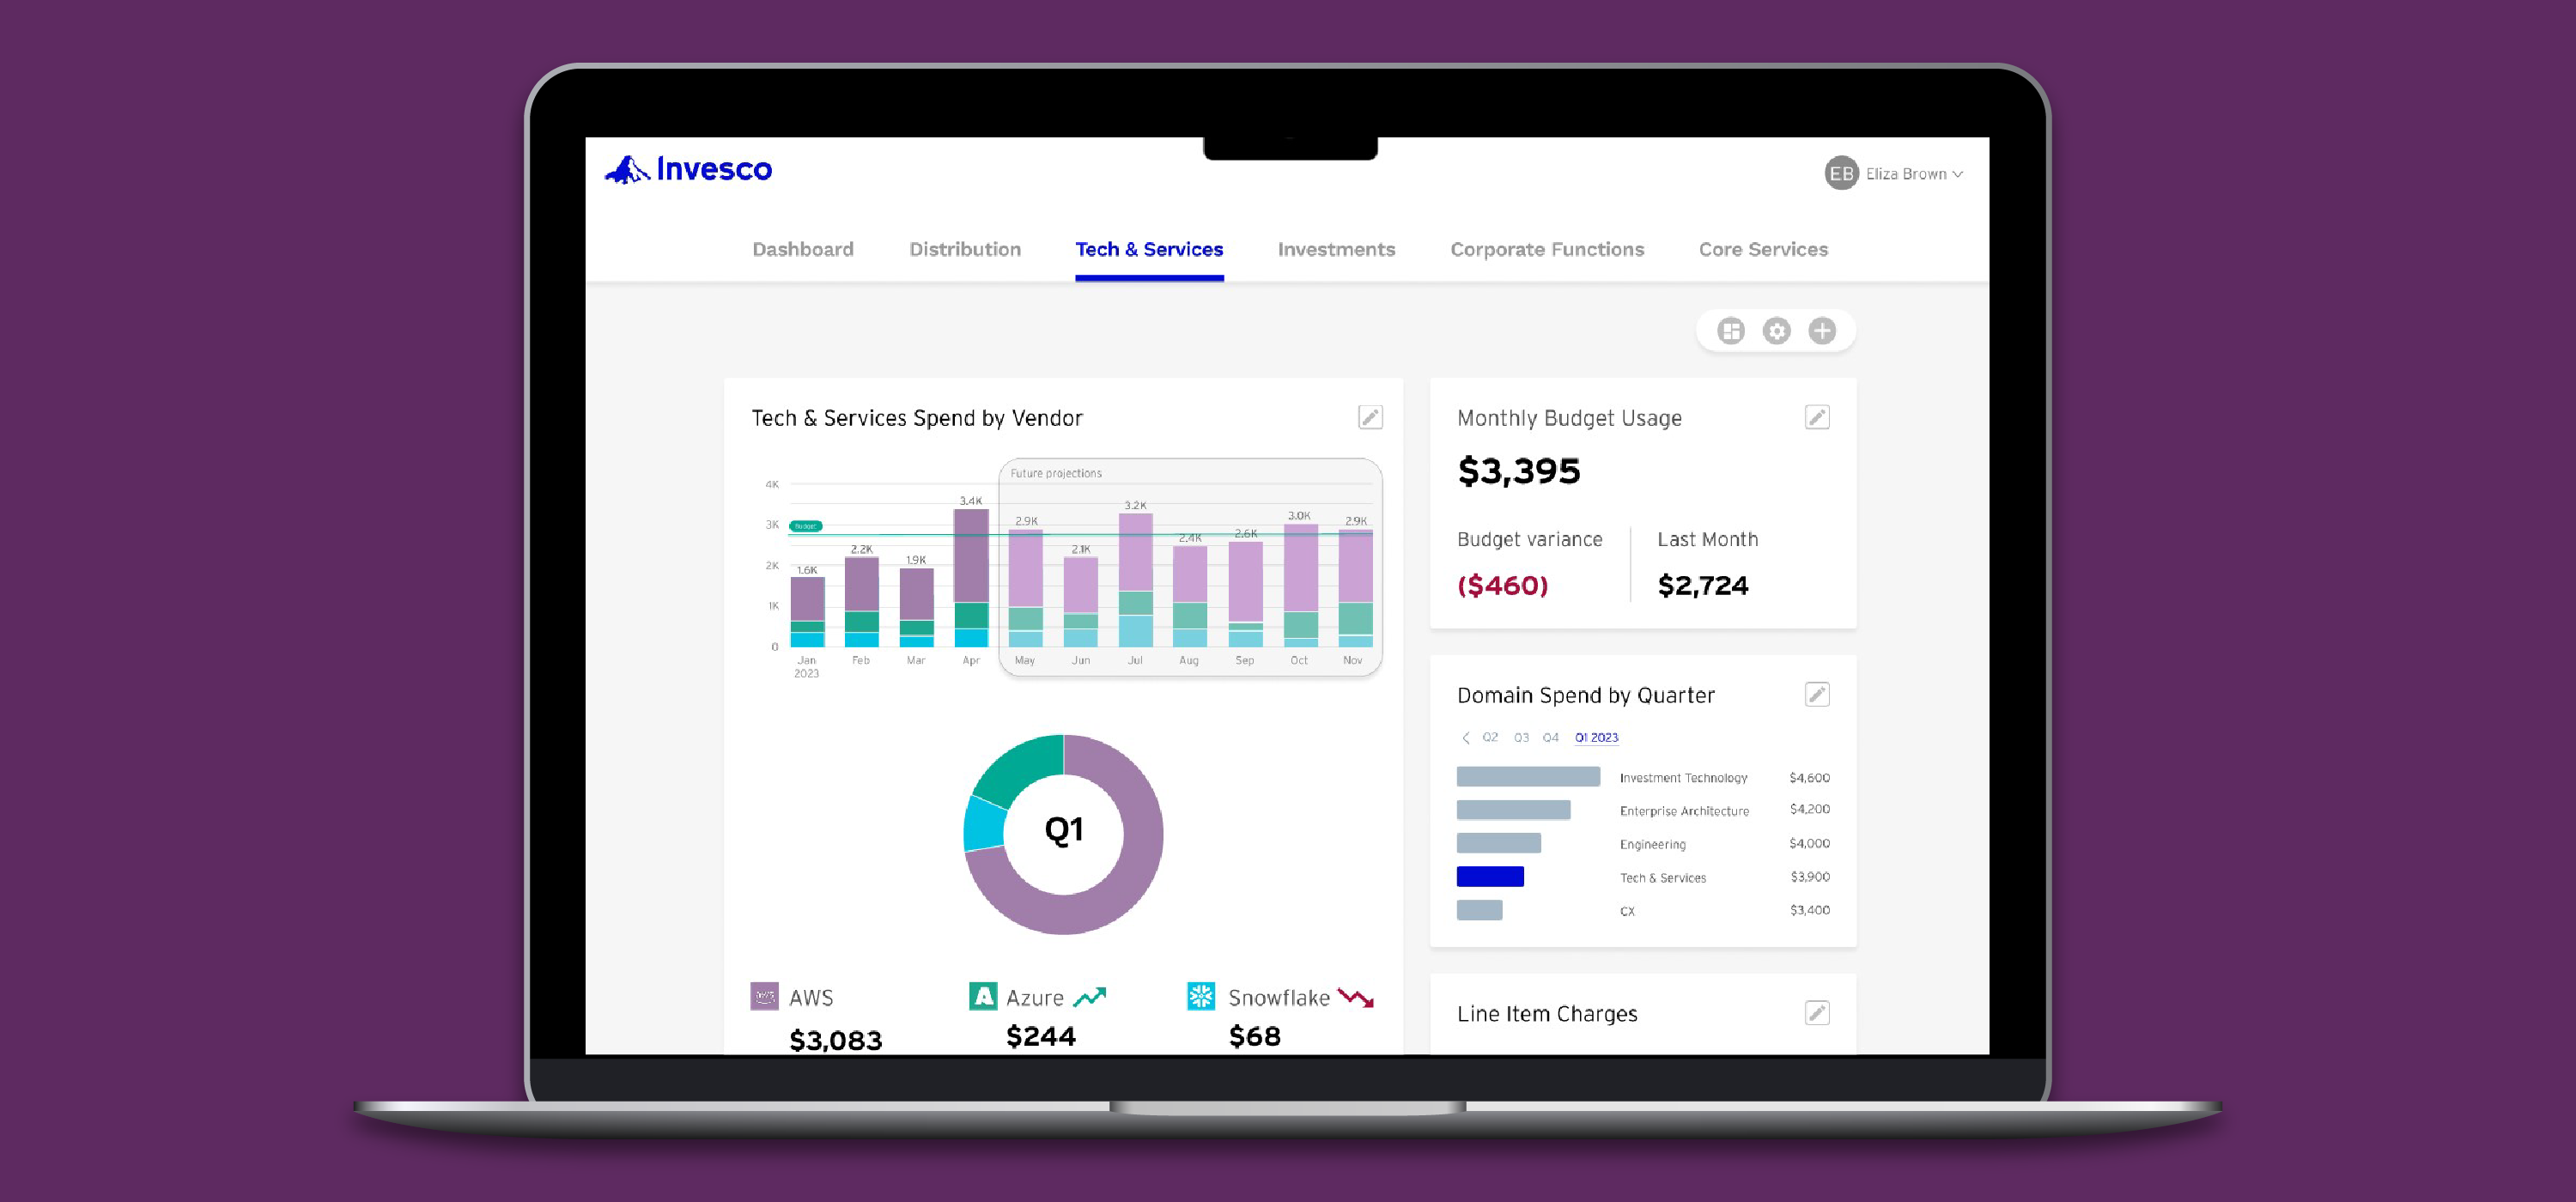 Invesco
EB Eliza Brown
Dashboard Distribution Tech & Services Investments Corporate Functions Core Services
Tech & Services Spend by Vendor
Future projections
4K
3K
2K
1K
0
Budget
1.6K
2.2K
1.9K
3.4K
2.9K
2.1K
3.2K
2.4K
2.6K
3.0K
2.9K
Jan Feb Mar Apr May Jun Jul Aug Sep Oct Nov
2023
Q1
AWS
$3,083
Azure
$244
Snowflake
$68
Monthly Budget Usage
$3,395
Budget variance
($460)
Last Month
$2,724
Domain Spend by Quarter
Q2 Q3 Q4 Q1 2023
Investment Technology $4,600
Enterprise Architecture $4,200
Engineering $4,000
Tech & Services $3,900
CX $3,400
Line Item Charges